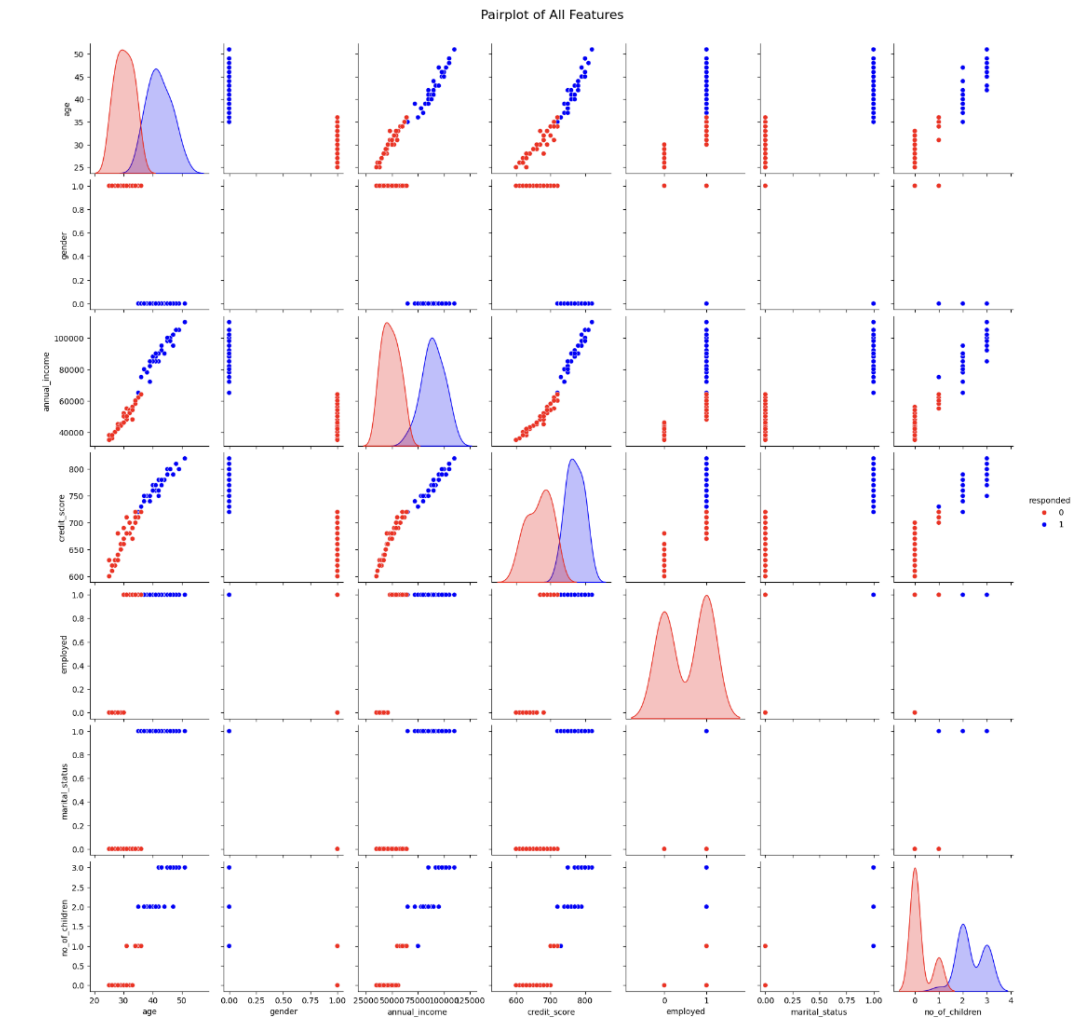 Pairplot of All Features
50
45
40
35
30
25
age
1.0
0.8
0.6
0.4
0.2
0.0
gender
100000
80000
60000
40000
annual_income
800
750
700
650
600
credit_score
responded
0
1
1.0
0.8
0.6
0.4
0.2
0.0
employed
1.0
0.8
0.6
0.4
0.2
0.0
marital_status
3.0
2.5
2.0
1.5
1.0
0.5
0.0
no_of_children
20 30 40 50
0.00 0.25 0.50 0.75 1.00
25000 50000 75000 100000 125000
600 700 800
0 1
0.00 0.25 0.50 0.75 1.00
0 1 2 3 4
age gender annual_income credit_score employed marital_status no_of_children